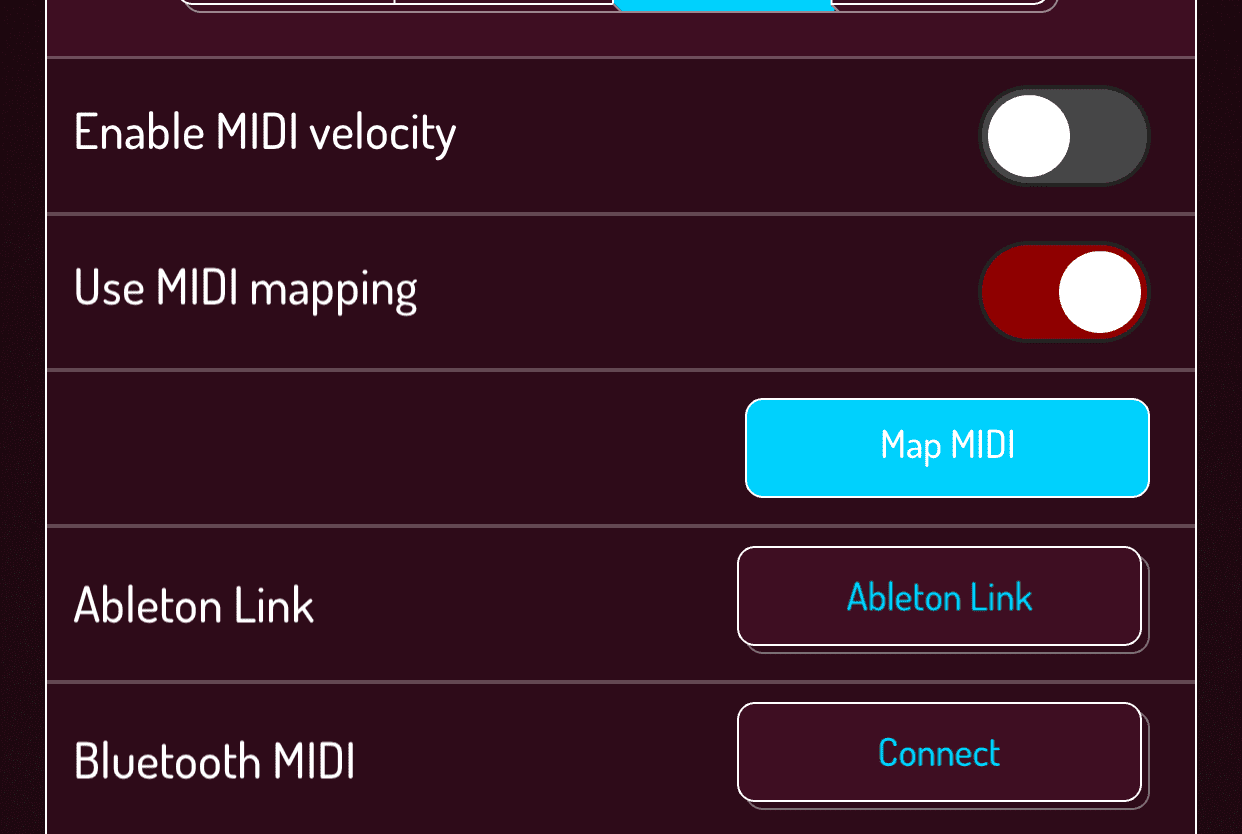 Enable MIDI velocity
Use MIDI mapping
Map MIDI
Ableton Link
Ableton Link
Bluetooth MIDI
Connect